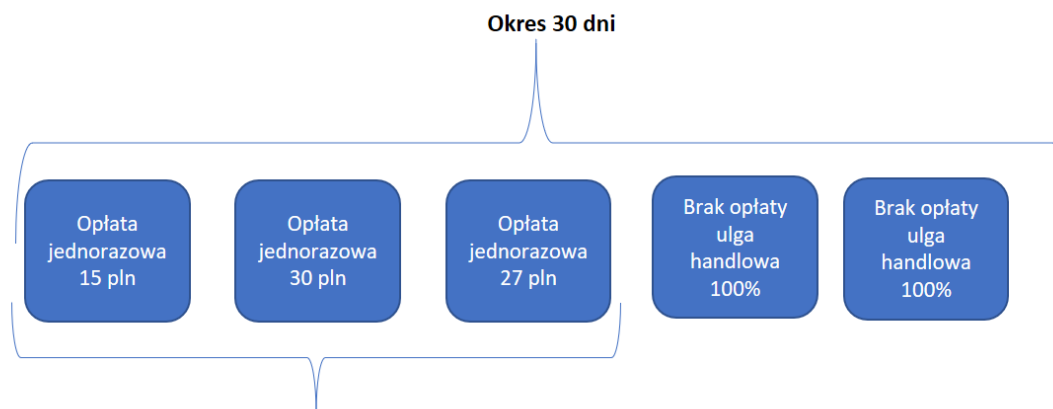 Okres 30 dni
Opłata
jednorazowa
15 pln
Opłata
jednorazowa
30 pln
Opłata
jednorazowa
27 pln
Brak opłaty
ulga
handlowa
100%
Brak opłaty
ulga
handlowa
100%